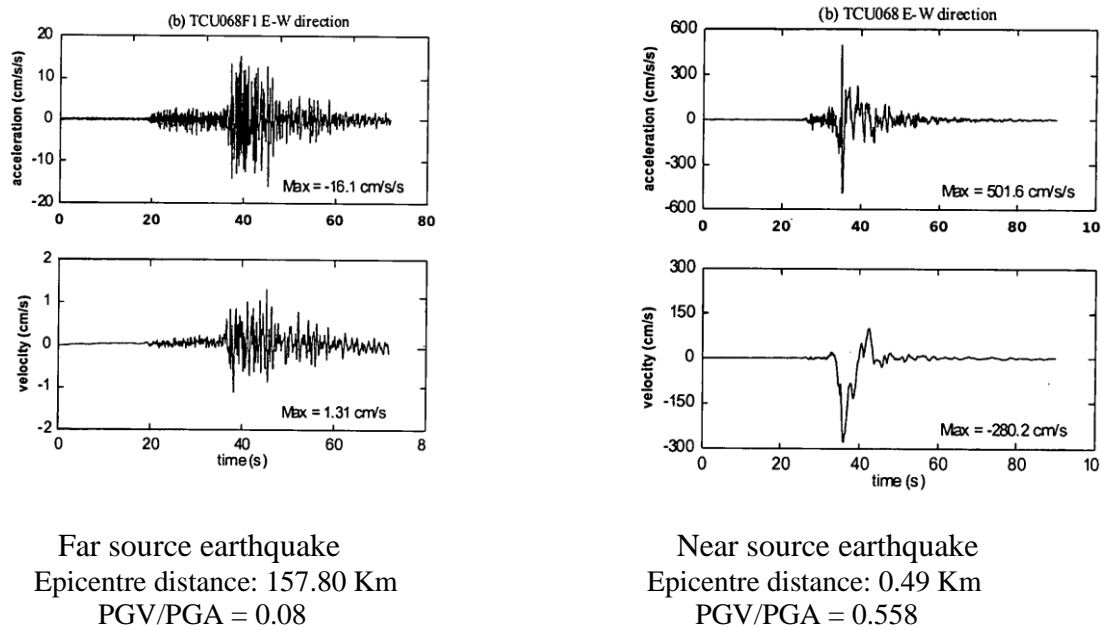 (b) TCU068F1 E-W direction
20
10
0
-10
-20
acceleration (cm/s/s)
Max = -16.1 cm/s/s
0 20 40 60 80
2
1
0
-1
-2
velocity (cm/s)
Max = 1.31 cm/s
0 20 40 60 8
time (s)
Far source earthquake
Epicentre distance: 157.80 Km
PGV/PGA = 0.08
(b) TCU068 E-W direction
600
300
0
-300
-600
acceleration (cm/s/s)
Max = 501.6 cm/s/s
0 20 40 60 80 10
300
150
0
-150
-300
velocity (cm/s)
Max = -280.2 cm/s
0 20 40 60 80 10
time (s)
Near source earthquake
Epicentre distance: 0.49 Km
PGV/PGA = 0.558